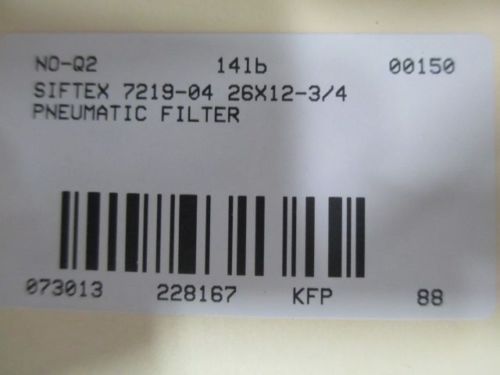 NO-Q2 14lb 00150
SIFTEX 7219-04 26X12-3/4
PNEUMATIC FILTER
073013 228167 KFP 88